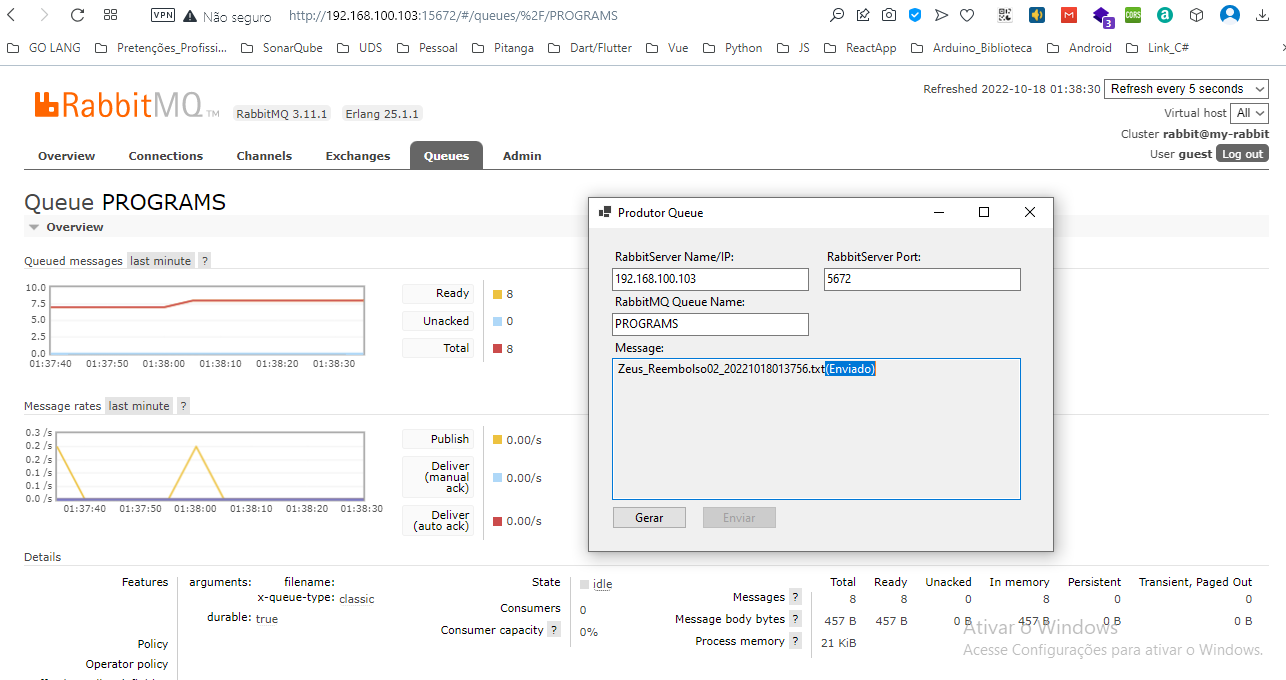 VPN Não seguro http://192.168.100.103:15672/#/queues/%2F/PROGRAMS 3 CORS a
GO LANG Pretenções_Profissi... SonarQube UDS Pessoal Pitanga Dart/Flutter Vue Python JS ReactApp Arduino_Biblioteca Android Link_C#
Refreshed 2022-10-18 01:38:30 Refresh every 5 seconds
RabbitMQ TM RabbitMQ 3.11.1 Erlang 25.1.1
Virtual host All
Cluster rabbit@my-rabbit
User guest Log out
Overview Connections Channels Exchanges Queues Admin
Queue PROGRAMS
Overview
Queued messages last minute ?
10.0
7.5
5.0
2.5
0.0
01:37:40 01:37:50 01:38:00 01:38:10 01:38:20 01:38:30
Ready 8
Unacked 0
Total 8
Message rates last minute ?
0.3 /s
0.2 /s
0.2 /s
0.1 /s
0.1 /s
0.0 /s
01:37:40 01:37:50 01:38:00 01:38:10 01:38:20 01:38:30
Publish 0.00/s
Deliver
(manual
ack)
0.00/s
Deliver
(auto ack)
0.00/s
Produtor Queue
RabbitServer Name/IP: RabbitServer Port:
192.168.100.103 5672
RabbitMQ Queue Name:
PROGRAMS
Message:
Zeus_Reembolso02_20221018013756.txt(Enviado)
Gerar Enviar
Details
Features arguments: filename:
x-queue-type: classic
durable: true
Policy
Operator policy
State idle
Consumers 0
Consumer capacity ? 0%
Total Ready Unacked In memory Persistent Transient, Paged Out
Messages ? 8 8 0 8 0 0
Message body bytes ? 457 B 457 B 0 B 457 B 0 B 0 B
Process memory ? 21 KiB
Ativar o Windows
Acesse Configurações para ativar o Windows.